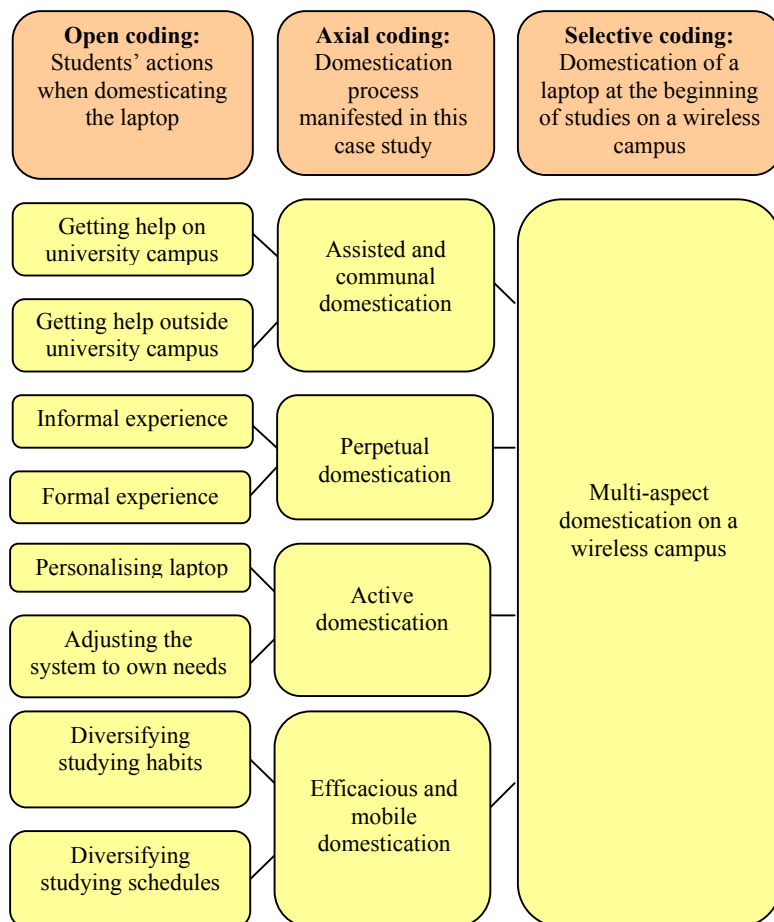 Open coding:
Students’ actions
when domesticating
the laptop
Axial coding:
Domestication
process
manifested in this
case study
Selective coding:
Domestication of a
laptop at the beginning
of studies on a wireless
campus
Getting help on
university campus
Getting help outside
university campus
Informal experience
Formal experience
Personalising laptop
Adjusting the
system to own needs
Diversifying
studying habits
Diversifying
studying schedules
Assisted and
communal
domestication
Perpetual
domestication
Active
domestication
Efficacious and
mobile
domestication
Multi-aspect
domestication on a
wireless campus